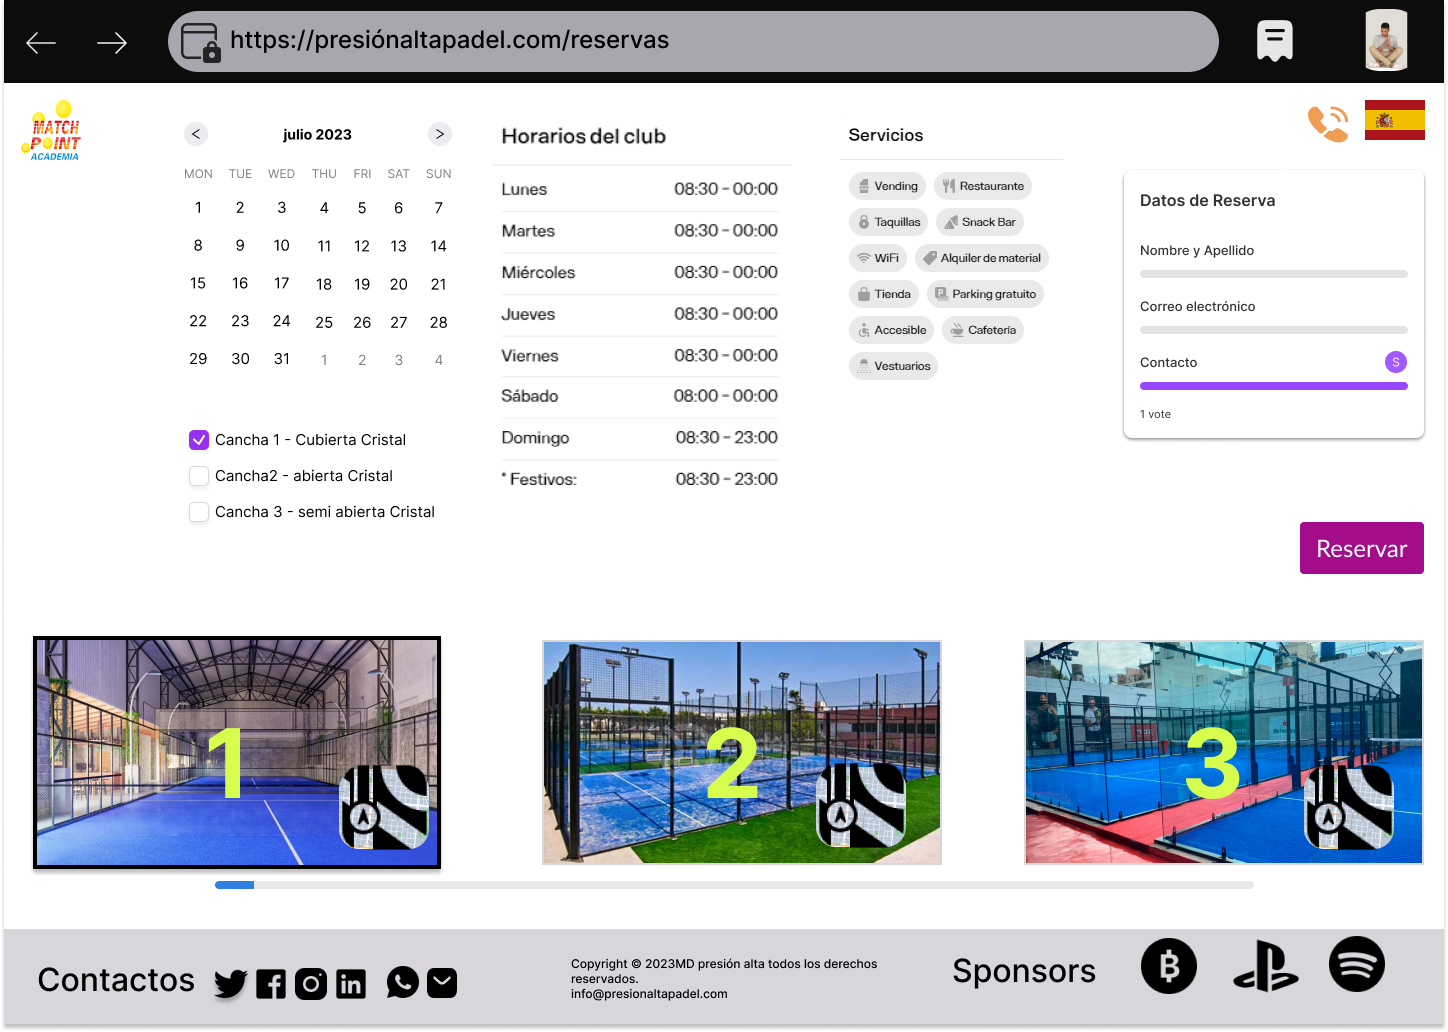 https://presiónaltapadel.com/reservas
MATCH
POINT
ACADEMIA
< julio 2023 >
MON TUE WED THU FRI SAT SUN
1 2 3 4 5 6 7
8 9 10 11 12 13 14
15 16 17 18 19 20 21
22 23 24 25 26 27 28
29 30 31 1 2 3 4
Cancha 1 - Cubierta Cristal
Cancha2 - abierta Cristal
Cancha 3 - semi abierta Cristal
Horarios del club
Lunes 08:30 - 00:00
Martes 08:30 - 00:00
Miércoles 08:30 - 00:00
Jueves 08:30 - 00:00
Viernes 08:30 - 00:00
Sábado 08:00 - 00:00
Domingo 08:30 - 23:00
* Festivos: 08:30 - 23:00
Servicios
Vending Restaurante
Taquillas Snack Bar
WiFi Alquiler de material
Tienda Parking gratuito
Accesible Cafetería
Vestuarios
Datos de Reserva
Nombre y Apellido
Correo electrónico
Contacto S
1 vote
Reservar
1
2
3
Contactos
Copyright © 2023MD presión alta todos los derechos
reservados.
info@presionaltapadel.com
Sponsors